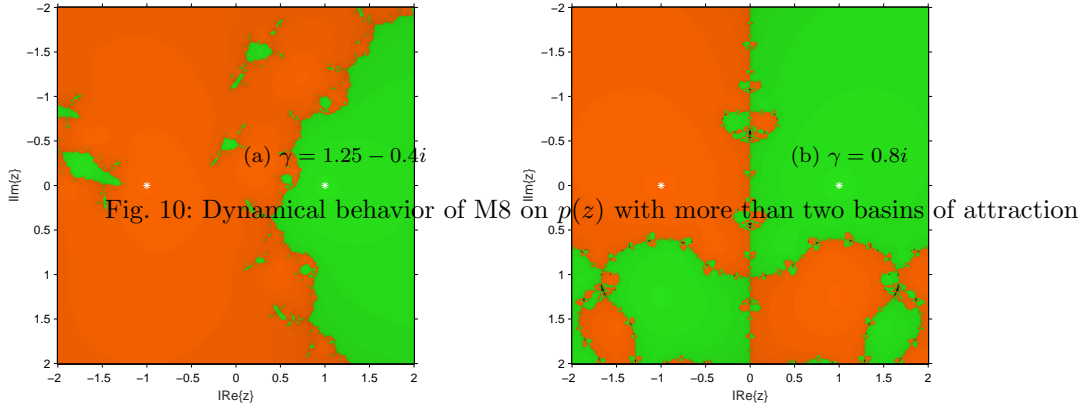 −2
−1.5
−1
−0.5
0
0.5
1
1.5
2
IIm{z}
−2 −1.5 −1 −0.5 0 0.5 1 1.5 2
IRe{z}
(a) γ = 1.25 − 0.4i
−2
−1.5
−1
−0.5
0
0.5
1
1.5
2
IIm{z}
−2 −1.5 −1 −0.5 0 0.5 1 1.5 2
IRe{z}
(b) γ = 0.8i
Fig. 10: Dynamical behavior of M8 on p(z) with more than two basins of attraction